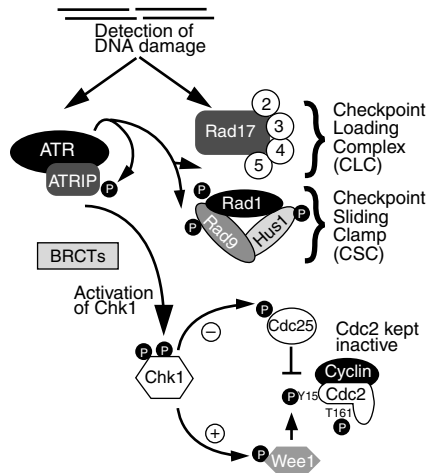 Detection of
DNA damage
2
3
4
5
Rad17
Checkpoint
Loading
Complex
(CLC)
ATR
ATRIP
P
P
Rad1
Rad9
Hus1
P
P
Checkpoint
Sliding
Clamp
(CSC)
BRCTs
Activation
of Chk1
P
P
Chk1
−
+
P
Cdc25
Cdc2 kept
inactive
Cyclin
Cdc2
P
Y15
T161
P
P
Wee1